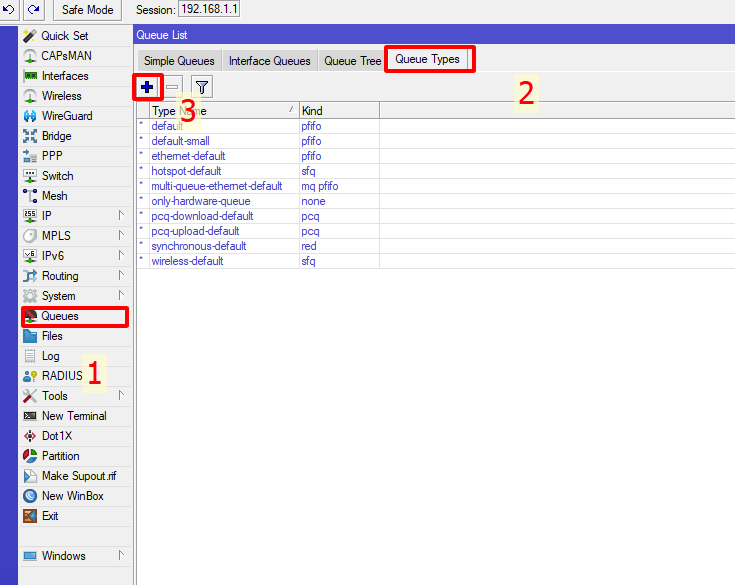 Safe Mode Session: 192.168.1.1
Quick Set
CAPsMAN
Interfaces
Wireless
WireGuard
Bridge
PPP
Switch
Mesh
IP
MPLS
IPv6
Routing
System
Queues
Files
Log
RADIUS
Tools
New Terminal
Dot1X
Partition
Make Supout.rif
New WinBox
Exit
Windows
1
Queue List
Simple Queues Interface Queues Queue Tree Queue Types
2
3
Type Name Kind
* default pfifo
* default-small pfifo
* ethernet-default pfifo
* hotspot-default sfq
* multi-queue-ethernet-default mq pfifo
* only-hardware-queue none
* pcq-download-default pcq
* pcq-upload-default pcq
* synchronous-default red
* wireless-default sfq